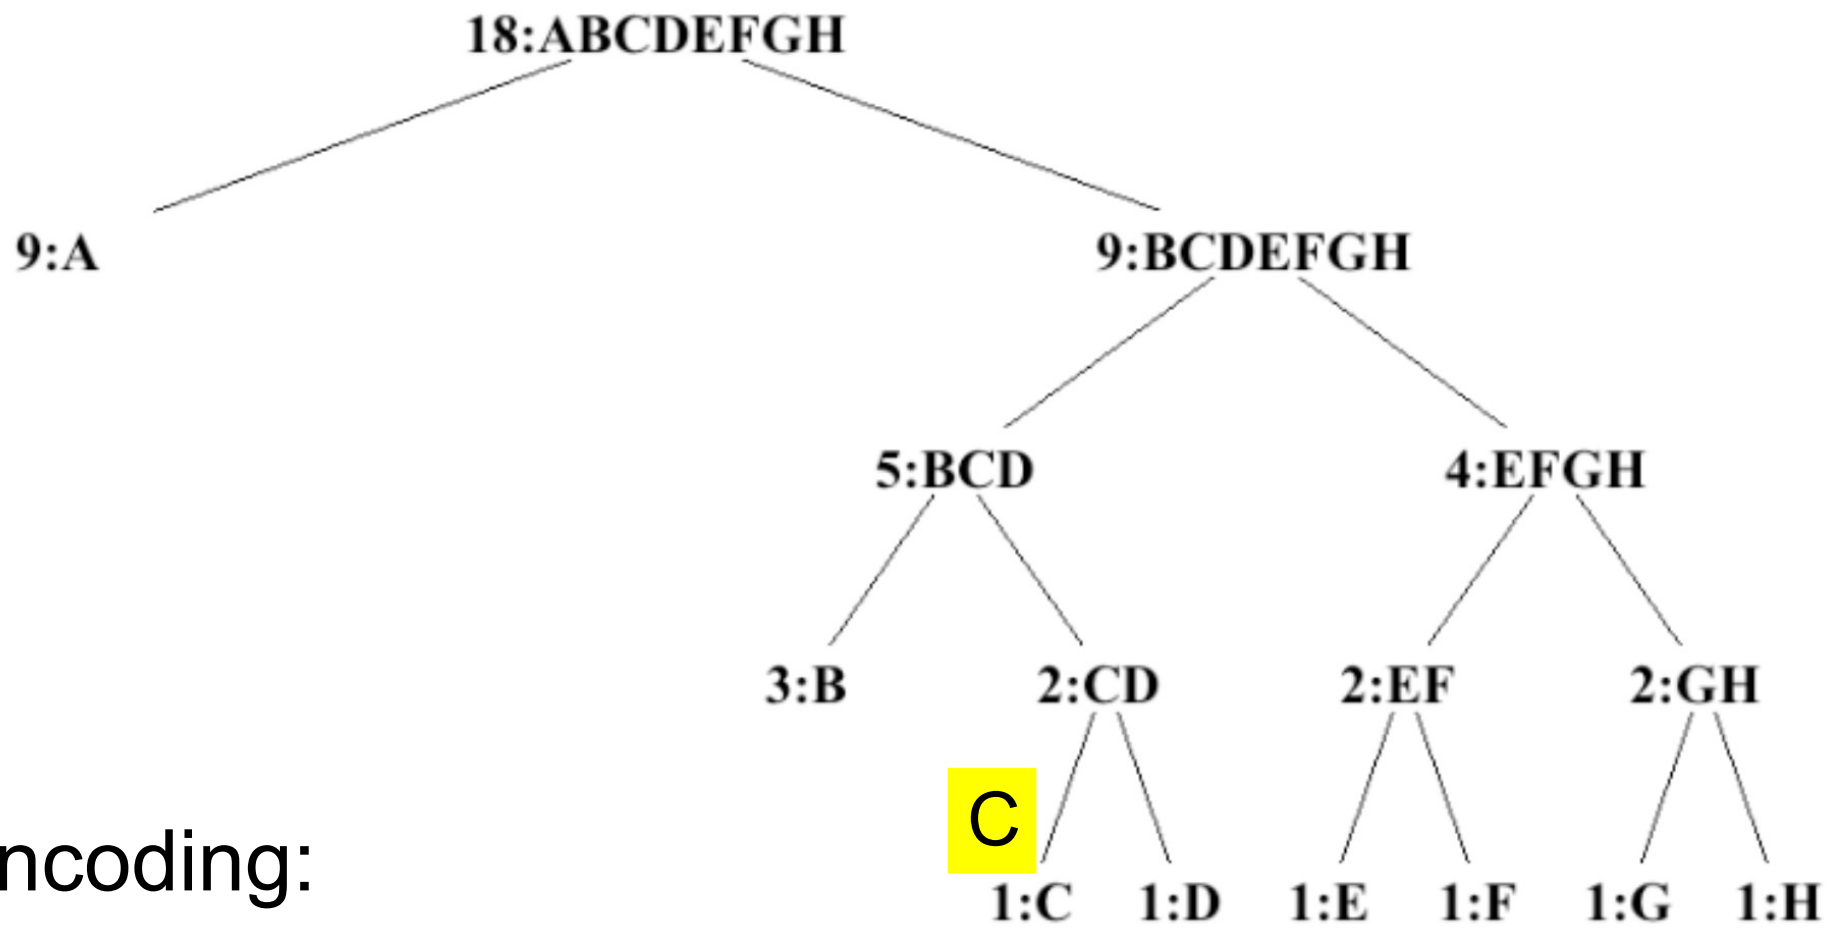 18:ABCDEFGH
9:A 9:BCDEFGH
5:BCD 4:EFGH
3:B 2:CD 2:EF 2:GH
C
ncoding:
1:C 1:D 1:E 1:F 1:G 1:H